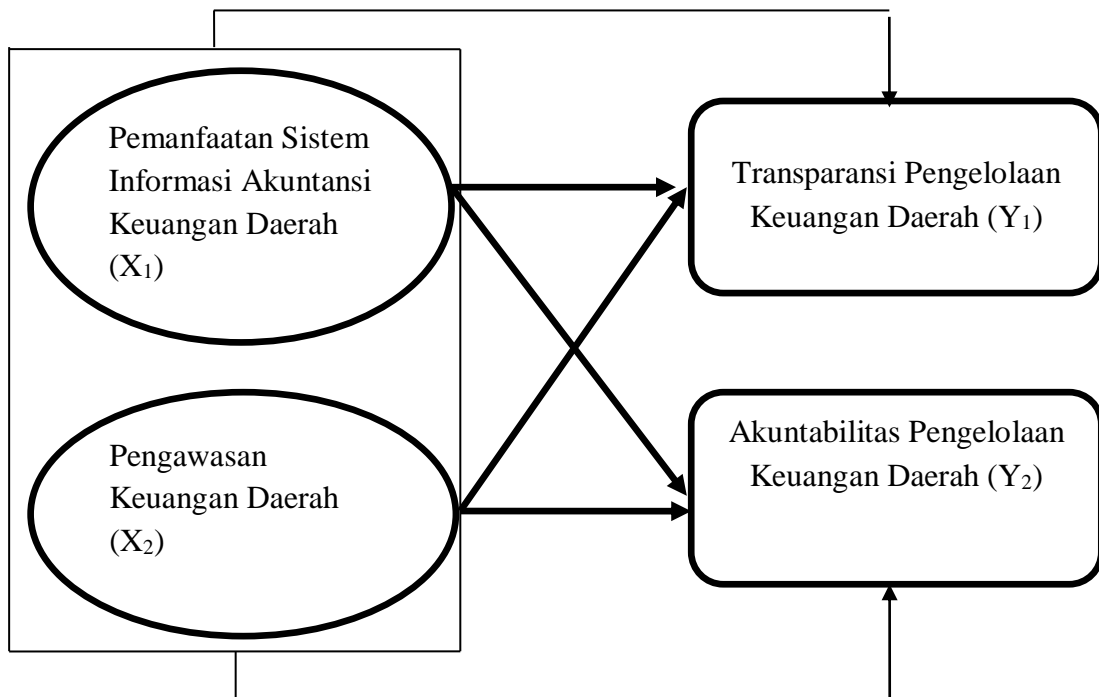 Pemanfaatan Sistem
Informasi Akuntansi
Keuangan Daerah
(X₁)
Transparansi Pengelolaan
Keuangan Daerah (Y₁)
Pengawasan
Keuangan Daerah
(X₂)
Akuntabilitas Pengelolaan
Keuangan Daerah (Y₂)